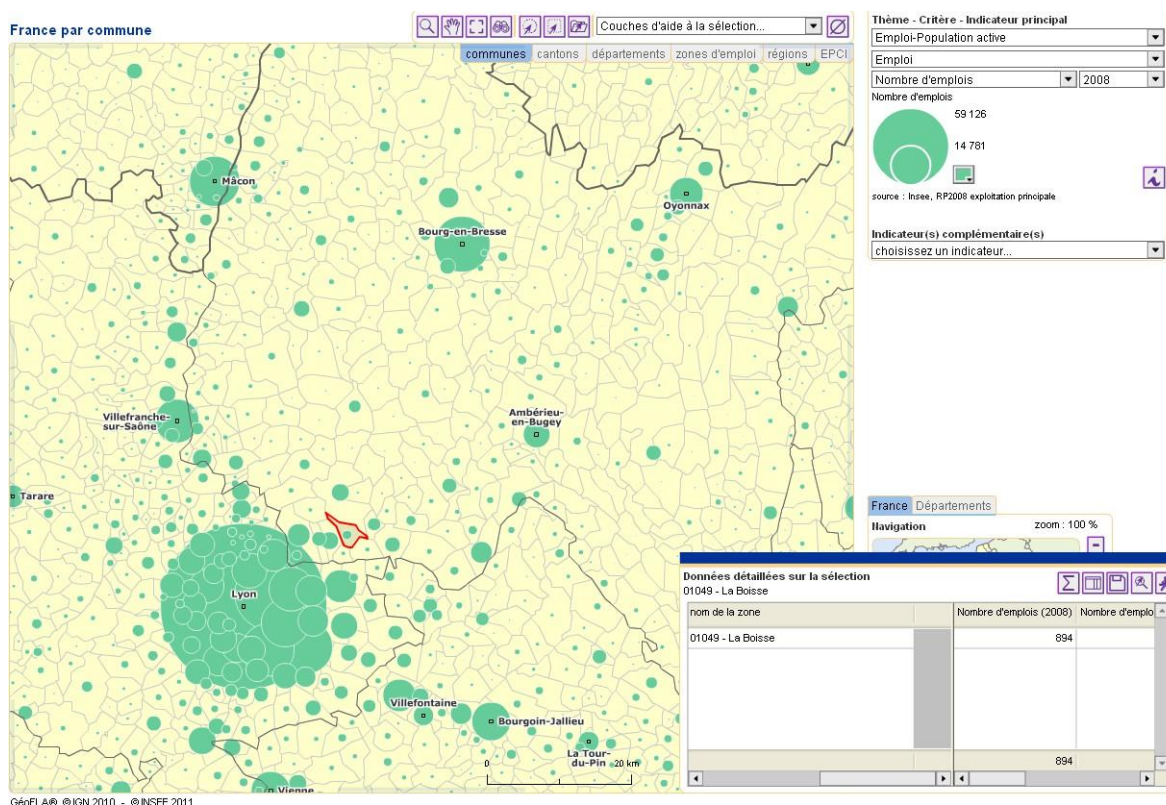 France par commune
Couches d'aide à la sélection...
communes cantons départements zones d'emploi régions EPCI
Mâcon
Oyonnax
Bourg-en-Bresse
Villefranche-
sur-Saône
Ambérieu-
en-Bugey
Tarare
Lyon
Villefontaine
Bourgoin-Jallieu
La Tour-
du-Pin
0 20 km
Vienne
GéoFLA® ©IGN 2010 - ©INSEE 2011
Thème - Critère - Indicateur principal
Emploi-Population active
Emploi
Nombre d'emplois 2008
Nombre d'emplois
59 126
14 781
source : Insee, RP2008 exploitation principale
Indicateur(s) complémentaire(s)
choisissez un indicateur...
France Départements
Navigation zoom : 100 %
Données détaillées sur la sélection
01049 - La Boisse
nom de la zone Nombre d'emplois (2008) Nombre d'emplo
01049 - La Boisse 894
894